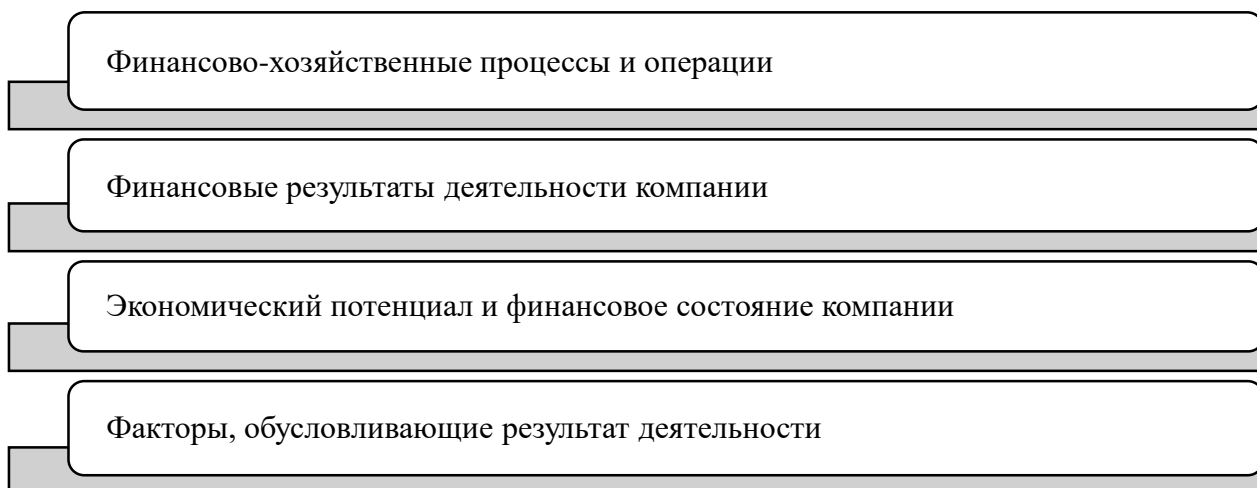 Финансово-хозяйственные процессы и операции
Финансовые результаты деятельности компании
Экономический потенциал и финансовое состояние компании
Факторы, обусловливающие результат деятельности